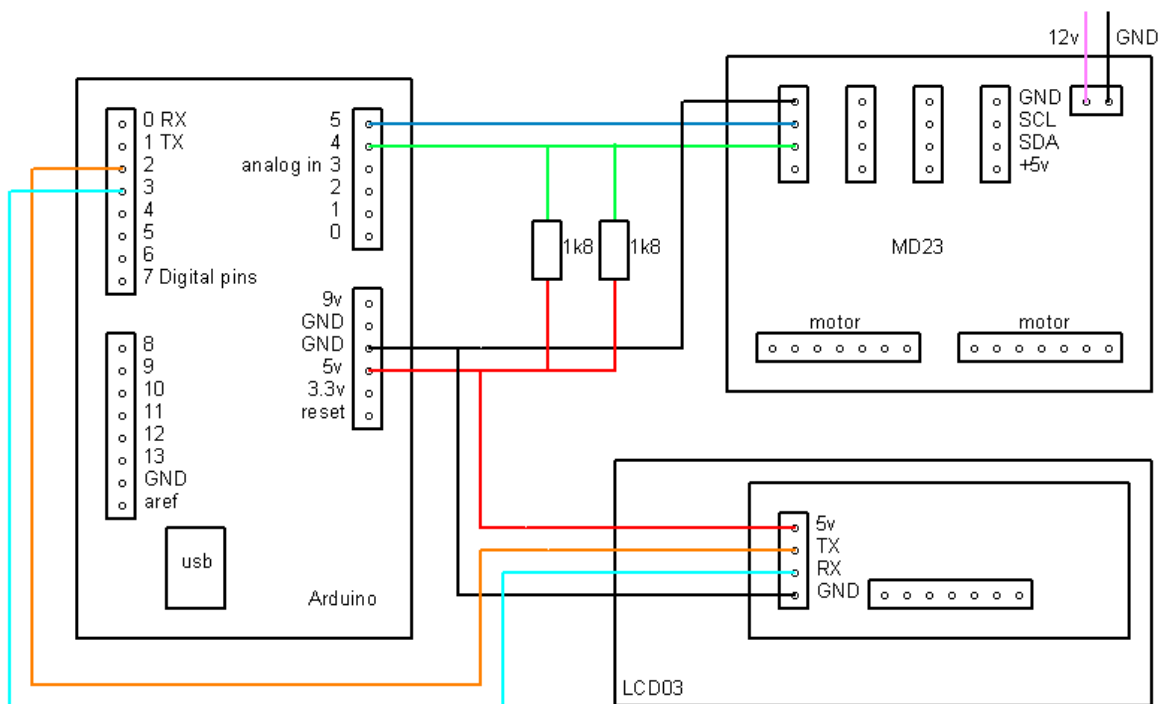 12v
GND
0 RX
1 TX
2
3
4
5
6
7 Digital pins
8
9
10
11
12
13
GND
aref
usb
Arduino
5
4
analog in 3
2
1
0
9v
GND
GND
5v
3.3v
reset
1k8
1k8
GND
SCL
SDA
+5v
MD23
motor
motor
5v
TX
RX
GND
LCD03